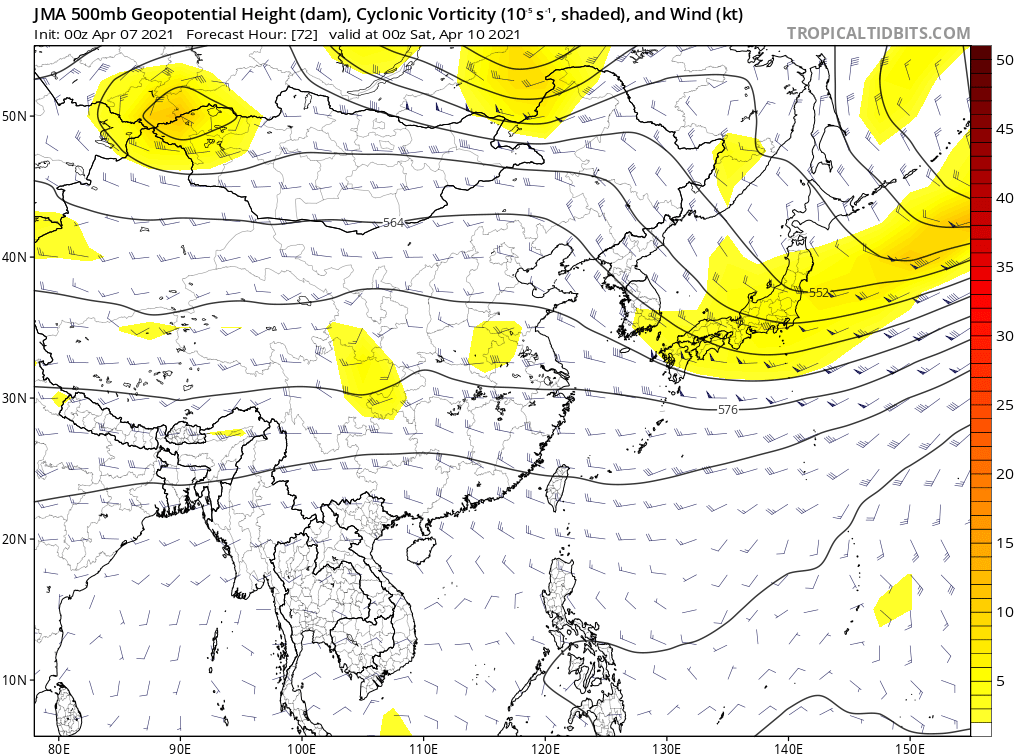 JMA 500mb Geopotential Height (dam), Cyclonic Vorticity (10⁻⁵ s⁻¹, shaded), and Wind (kt)
Init: 00z Apr 07 2021 Forecast Hour: [72] valid at 00z Sat, Apr 10 2021
TROPICALTIDBITS.COM
50
50N
45
564
40
40N
35
552
30
30N
576
25
20
20N
15
10
10N
5
80E 90E 100E 110E 120E 130E 140E 150E